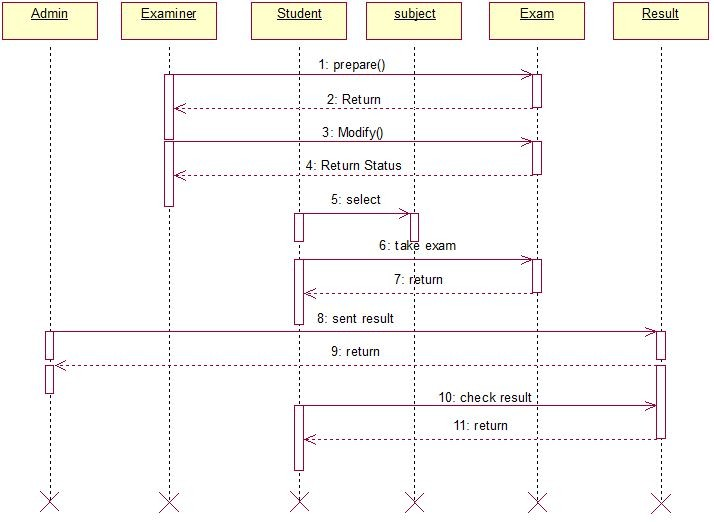 Admin
Examiner
Student
subject
Exam
Result
1: prepare()
2: Return
3: Modify()
4: Return Status
5: select
6: take exam
7: return
8: sent result
9: return
10: check result
11: return